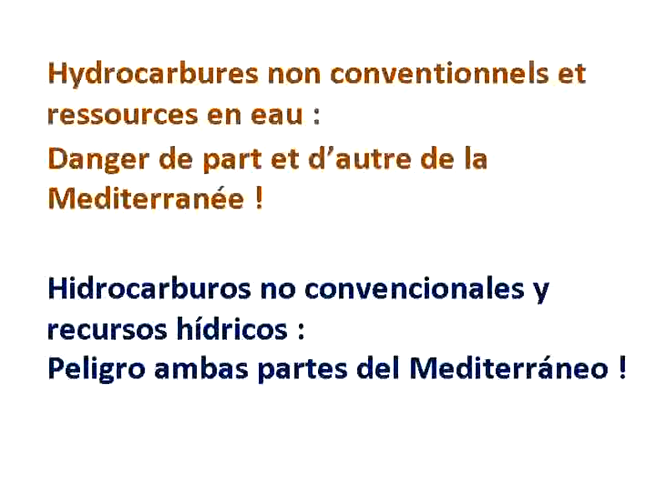 Hydrocarbures non conventionnels et
ressources en eau :
Danger de part et d’autre de la
Mediterranée !
Hidrocarburos no convencionales y
recursos hídricos :
Peligro ambas partes del Mediterráneo !